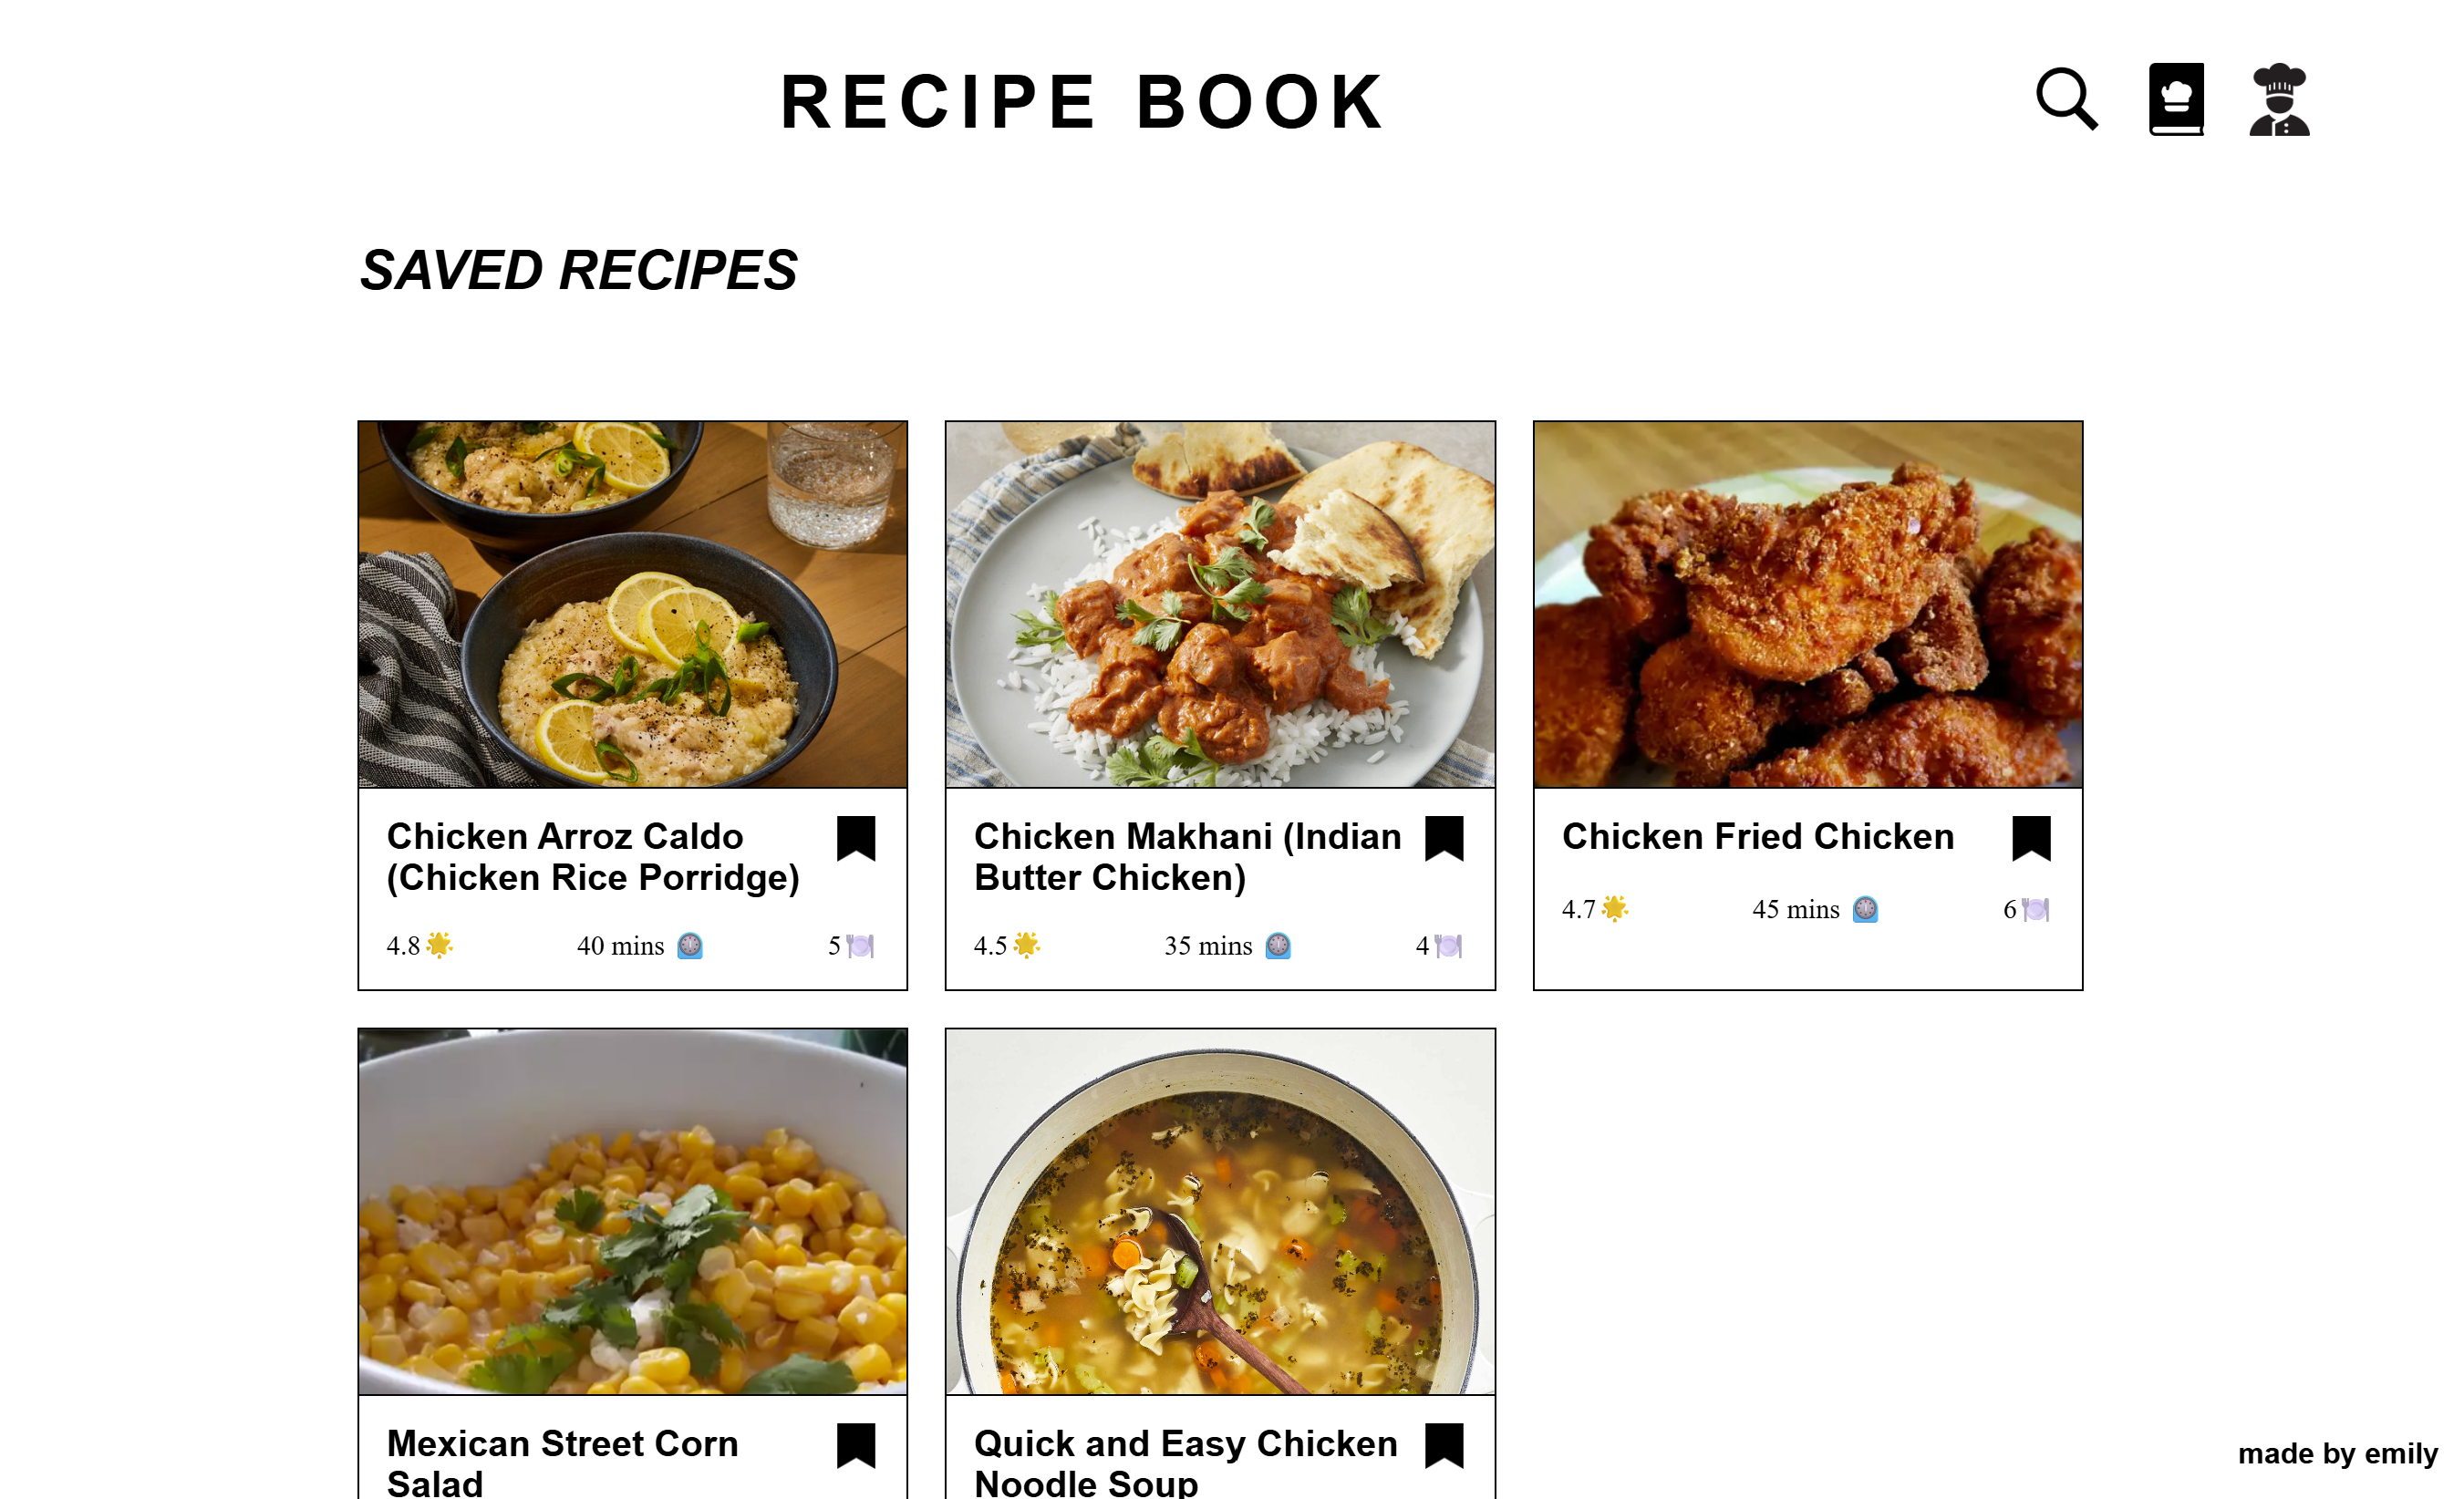 RECIPE BOOK
SAVED RECIPES
Chicken Arroz Caldo
(Chicken Rice Porridge)
4.8
40 mins
5
Chicken Makhani (Indian
Butter Chicken)
4.5
35 mins
4
Chicken Fried Chicken
4.7
45 mins
6
Mexican Street Corn
Salad
Quick and Easy Chicken
Noodle Soup
made by emily